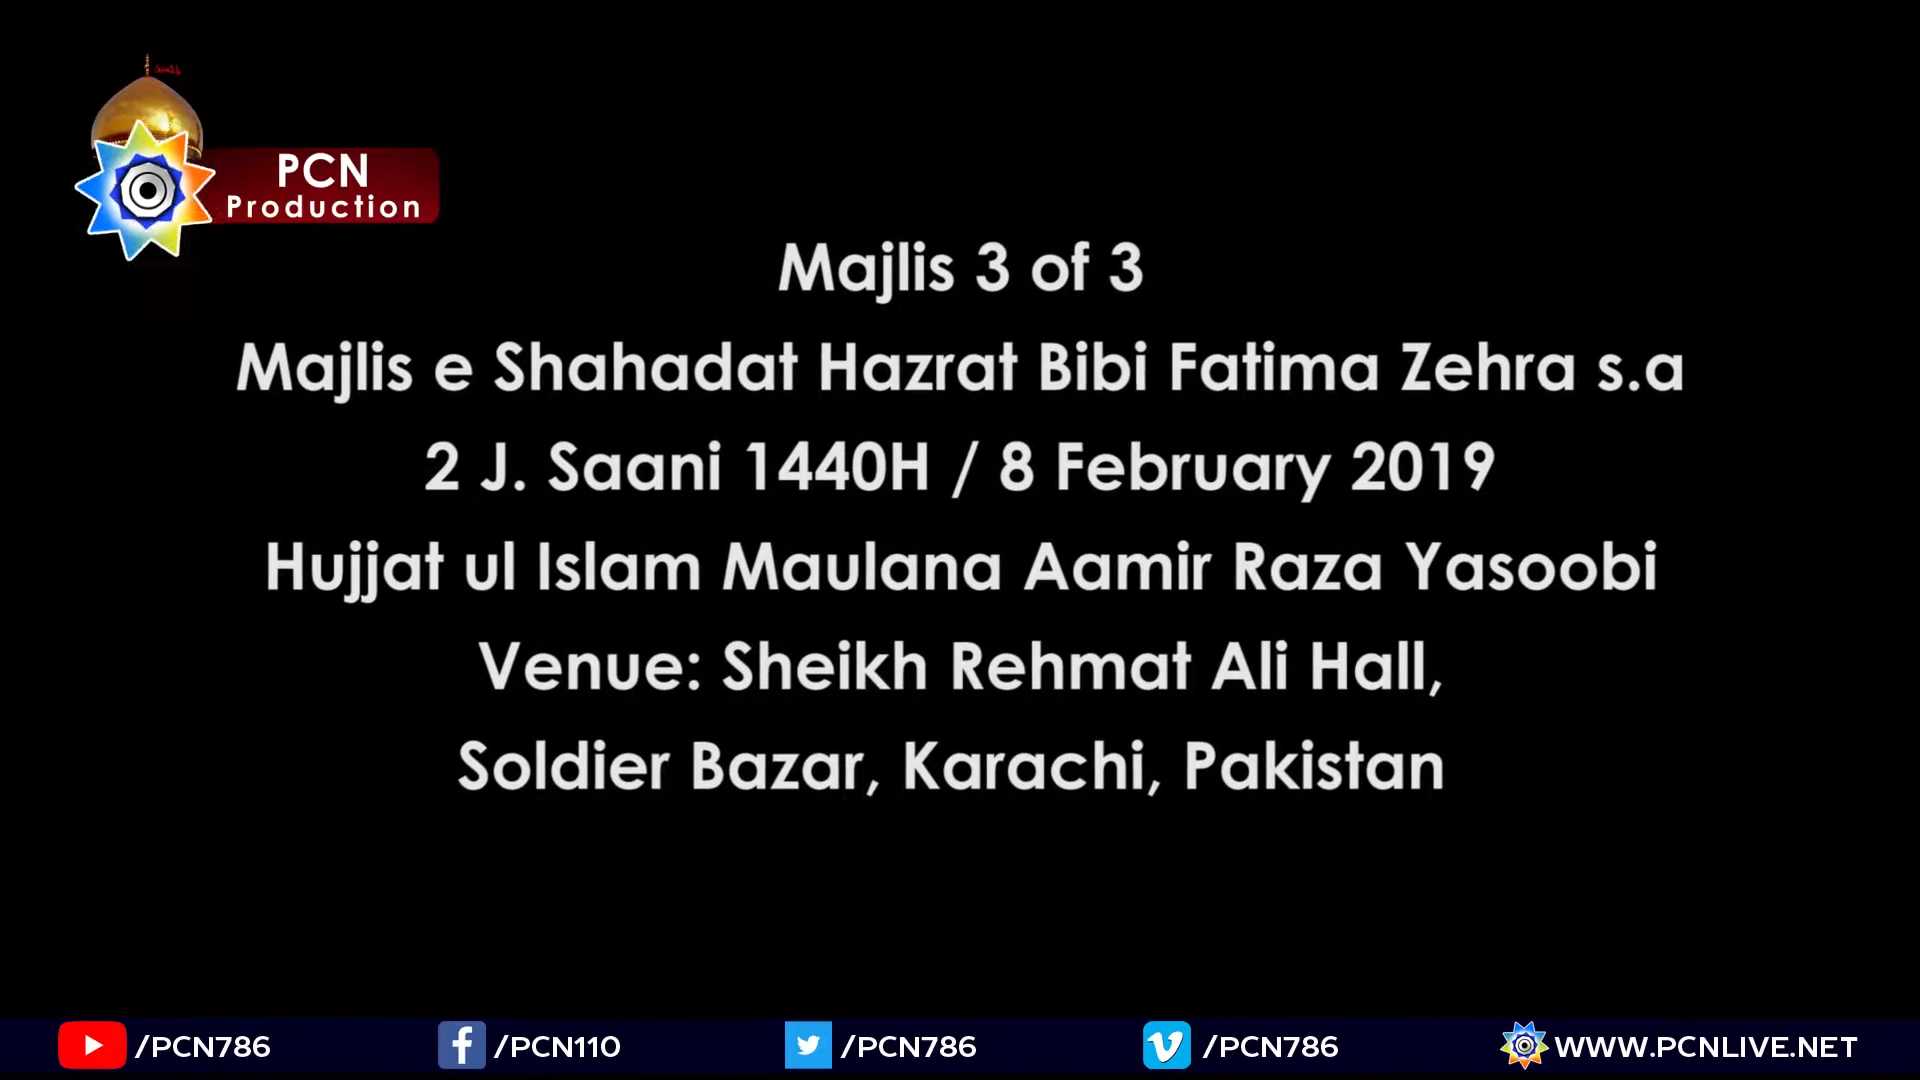 PCN
Production
Majlis 3 of 3
Majlis e Shahadat Hazrat Bibi Fatima Zehra s.a
2 J. Saani 1440H / 8 February 2019
Hujjat ul Islam Maulana Aamir Raza Yasoobi
Venue: Sheikh Rehmat Ali Hall,
Soldier Bazar, Karachi, Pakistan
/PCN786 /PCN110 /PCN786 /PCN786 WWW.PCNLIVE.NET